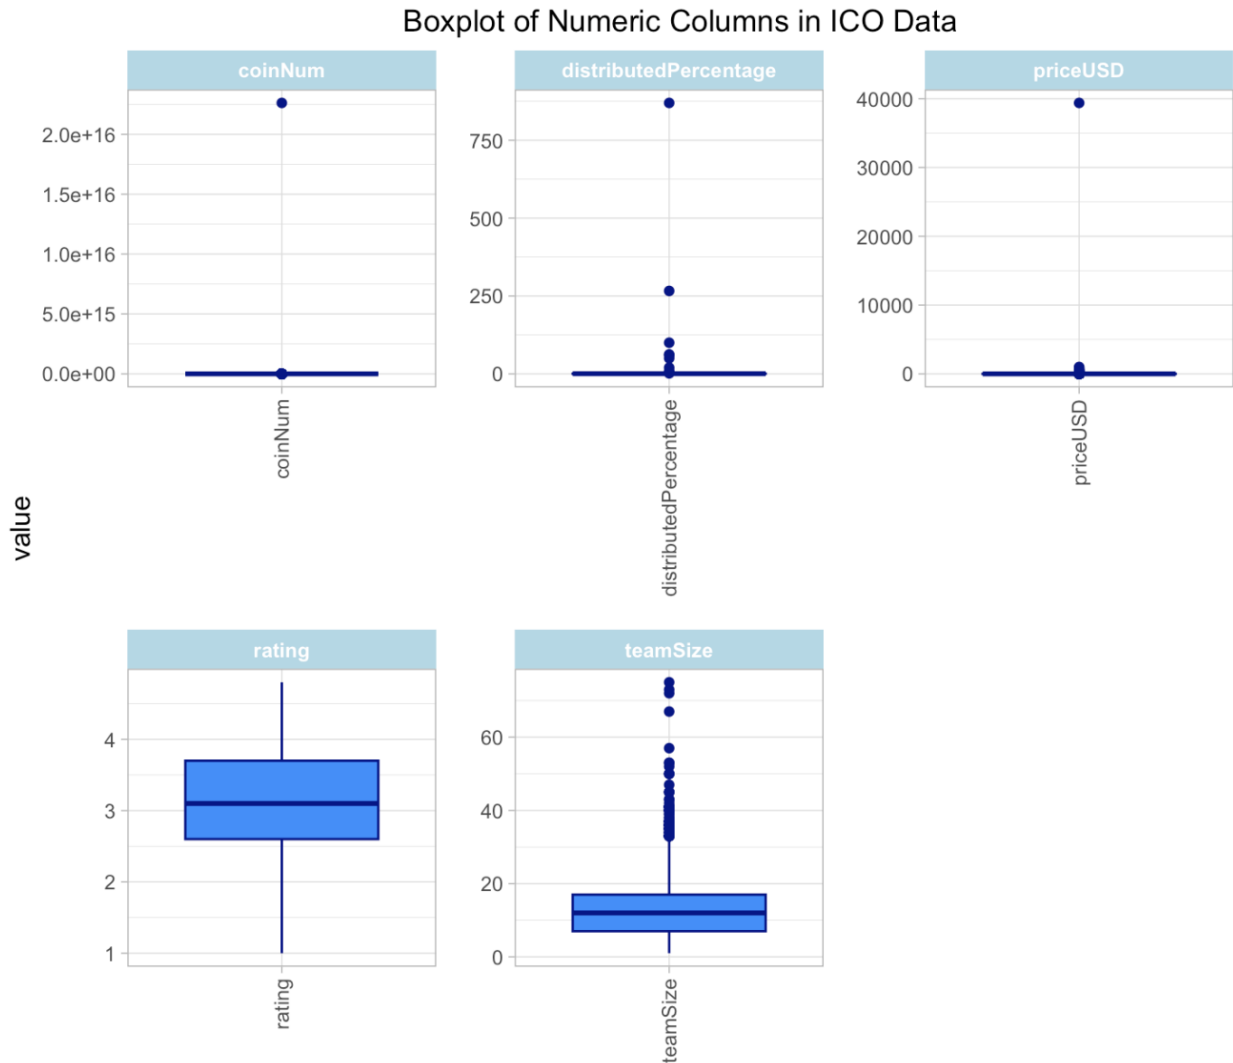 Boxplot of Numeric Columns in ICO Data
coinNum
distributedPercentage
priceUSD
2.0e+16
1.5e+16
1.0e+16
5.0e+15
0.0e+00
coinNum
750
500
250
0
distributedPercentage
40000
30000
20000
10000
0
priceUSD
value
rating
teamSize
4
3
2
1
rating
60
40
20
0
teamSize